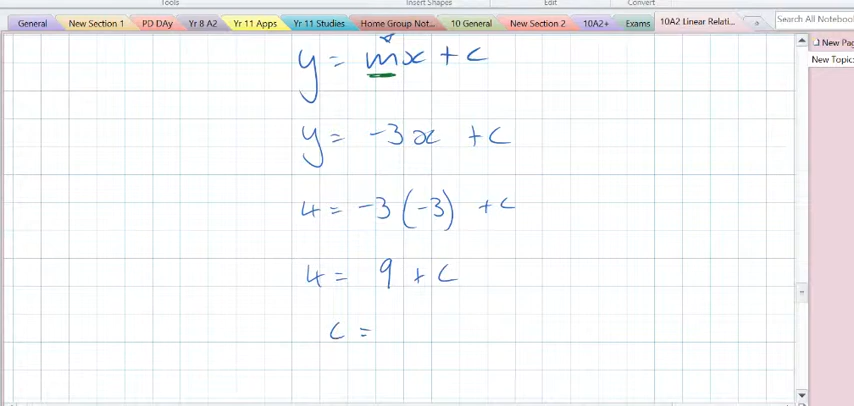 Tools Insert Shapes Edit Convert
General New Section 1 PD DAy Yr 8 A2 Yr 11 Apps Yr 11 Studies Home Group Not... 10 General New Section 2 10A2+ Exams 10A2 Linear Relati... Search All Notebook
New Pag
New Topic:
y = mx + c
y = -3x + c
4 = -3(-3) + c
4 = 9 + c
c =